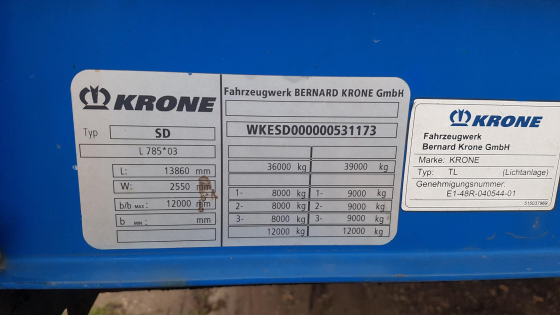 KRONE
Typ SD
L 785*03
L: 13860 mm
W: 2550 mm
b/b MAX: 12000 mm
b MIN: mm
Fahrzeugwerk BERNARD KRONE GmbH
WKESD000000531173
36000 kg 39000 kg
1- 8000 kg 1- 9000 kg
2- 8000 kg 2- 9000 kg
3- 8000 kg 3- 9000 kg
12000 kg 12000 kg
KRONE
Fahrzeugwerk
Bernard Krone GmbH
Marke: KRONE
Typ: TL (Lichtanlage)
Genehmigungsnummer:
E1-48R-040544-01
515037969